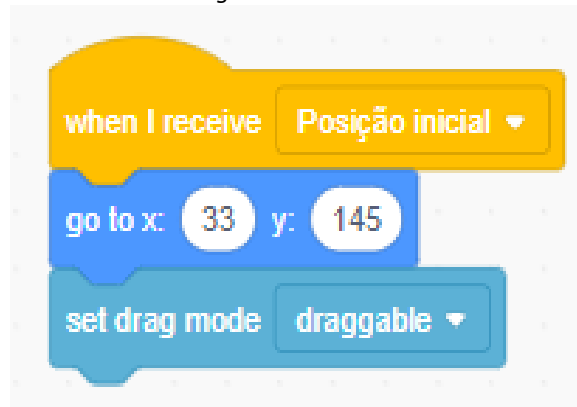 when I receive Posição inicial
go to x: 33 y: 145
set drag mode draggable